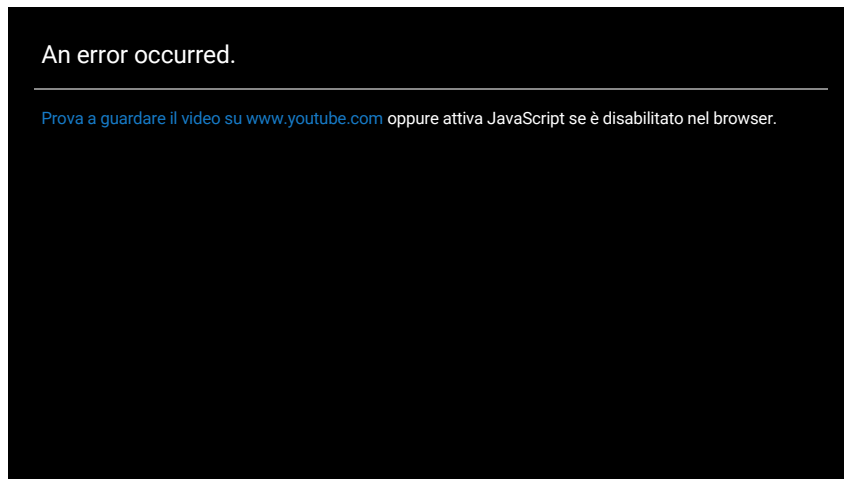 An error occurred.
Prova a guardare il video su www.youtube.com oppure attiva JavaScript se è disabilitato nel browser.